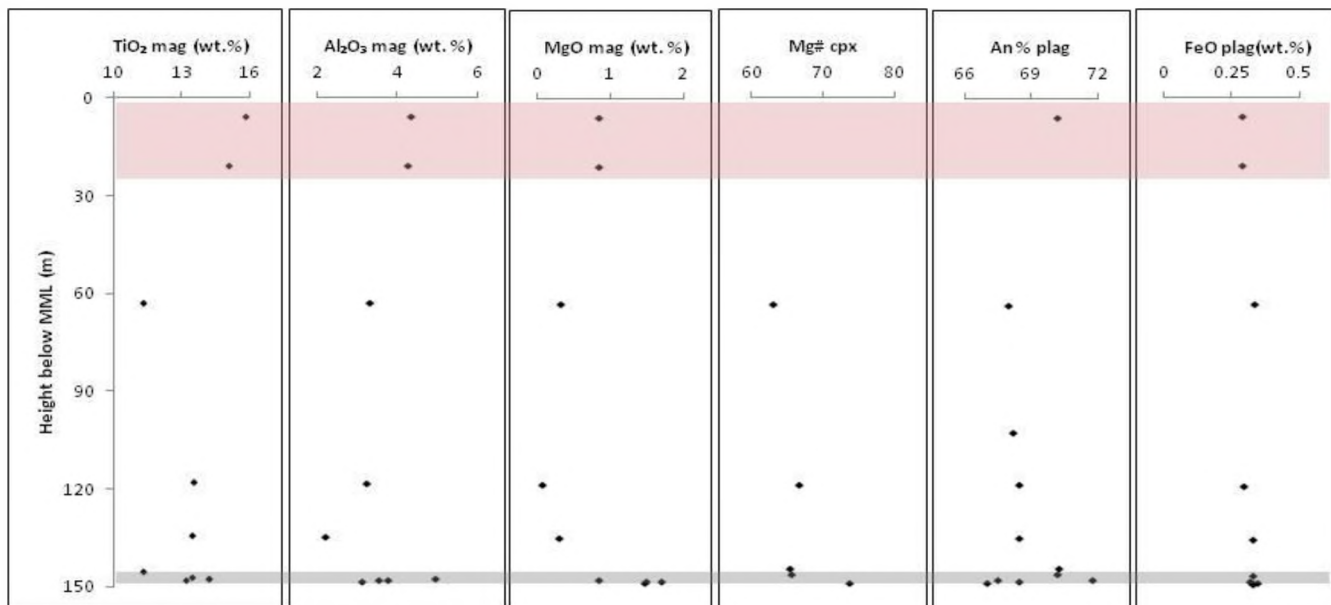 TiO₂ mag (wt.%) Al₂O₃ mag (wt. %) MgO mag (wt.%) Mg# cpx An% plag FeO plag(wt.%)
10 13 16 2 4 6 0 1 2 60 70 80 66 69 72 0 0.25 0.5
0
30
60
90
120
150
Height below MML (m)